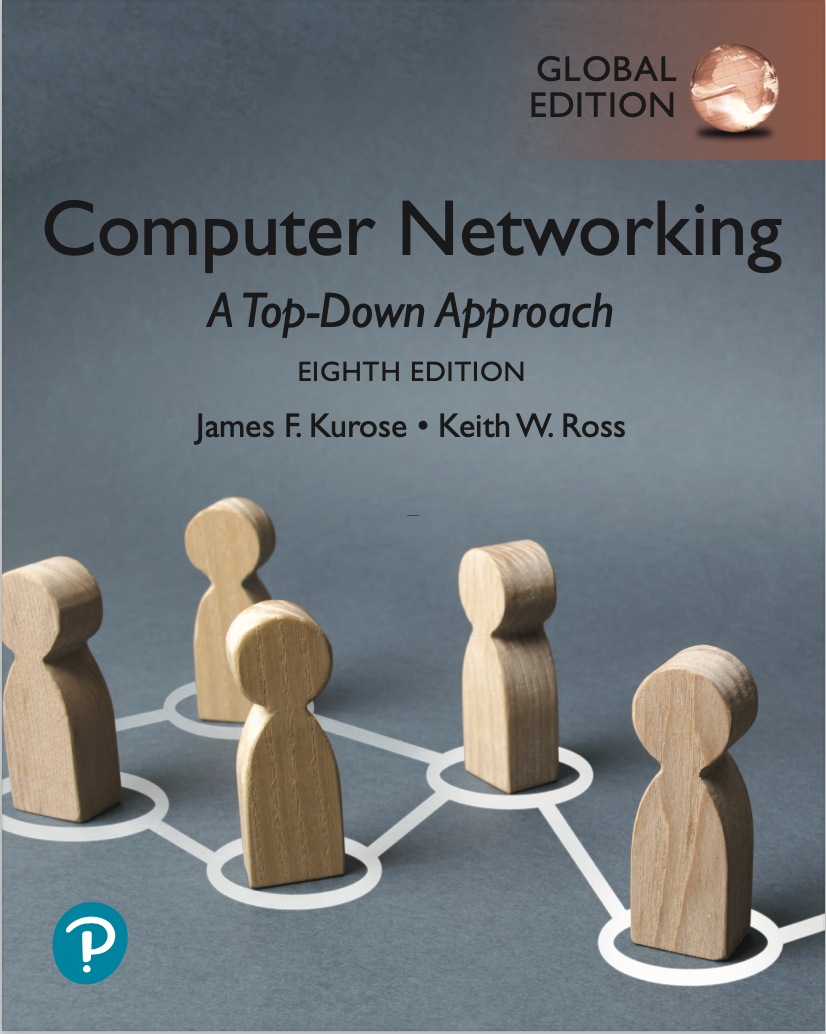 GLOBAL
EDITION
Computer Networking
A Top-Down Approach
EIGHTH EDITION
James F. Kurose • Keith W. Ross